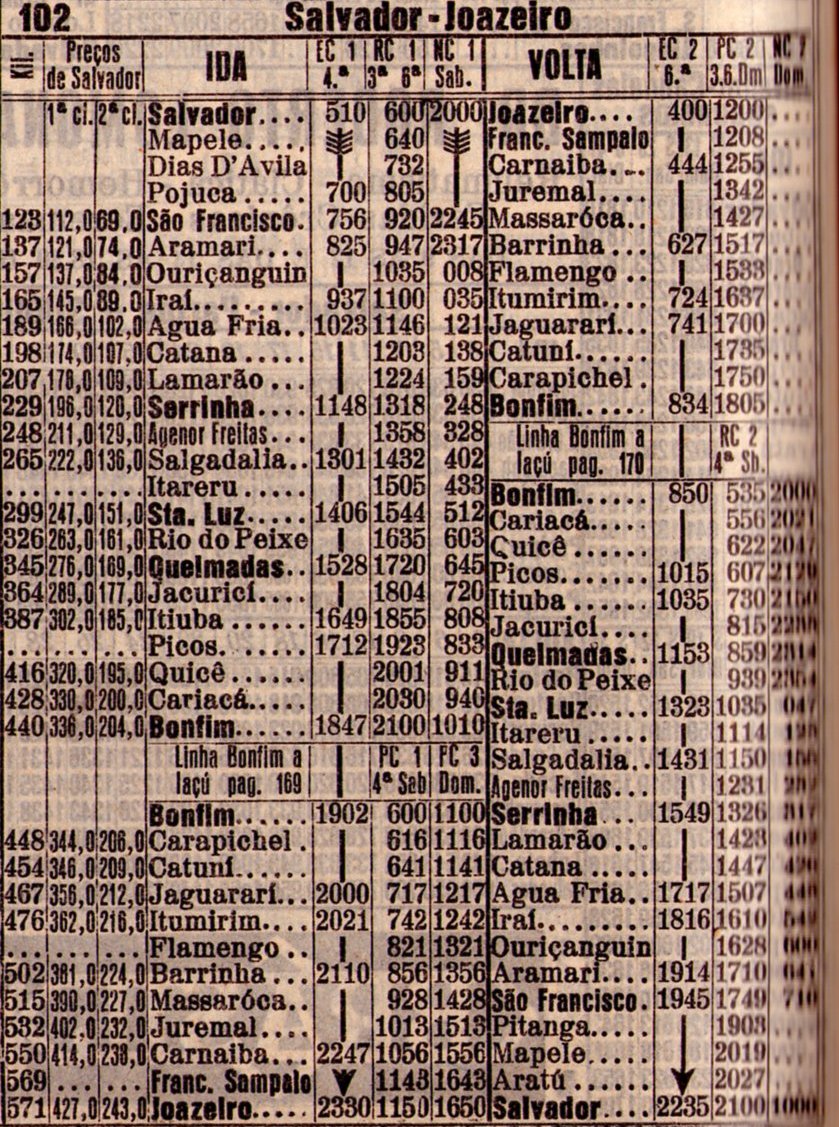 102 Salvador-Joazeiro
Kl. Preços de Salvador IDA EC 1 4.ª RC 1 3ª 6ª NC 1 Sab. VOLTA EC 2 6.ª PC 2 3.6.Dm Dom
1ª cl. 2ª cl. Salvador.... 510 600 2000 Joazeiro.... 400 1200 ....
Mapele..... 640 Franc. Sampaio 1208 ....
Dias D'Avila 732 Carnaiba... 444 1255 ....
Pojuca ..... 700 805 Juremal.... 1342 ....
123 112,0 69,0 São Francisco. 756 920 2245 Massaróca.. 1427 ....
137 121,0 74,0 Aramari.... 825 947 2317 Barrinha ... 627 1517 ....
157 137,0 84,0 Ouriçanguin 1035 008 Flamengo .. 1533 ....
165 145,0 89,0 Iraí......... 937 1100 035 Itumirim.... 724 1637 ....
189 166,0 102,0 Agua Fria.. 1023 1146 121 Jaguararí... 741 1700 ....
198 174,0 107,0 Catana ..... 1203 138 Catuní...... 1735 ....
207 178,0 109,0 Lamarão ... 1224 159 Carapichel . 1750 ....
229 196,0 120,0 Serrinha.... 1148 1318 248 Bonfim...... 834 1805 ....
248 211,0 129,0 Agenor Freitas... 1358 328 Linha Bonfim a RC 2
265 222,0 136,0 Salgadalia.. 1301 1432 402 Iaçú pag. 170 4ª Sb.
... .... .... Itareru ..... 1505 433 Bonfim...... 850 535 2000
299 247,0 151,0 Sta. Luz..... 1406 1544 512 Cariacá..... 556 2021
326 263,0 161,0 Rio do Peixe 1635 603 Quicê ...... 622 2047
345 276,0 169,0 Queimadas.. 1528 1720 645 Picos....... 1015 607 2120
364 289,0 177,0 Jacuricí.... 1804 720 Itiuba ...... 1035 730
387 302,0 185,0 Itiuba ...... 1649 1855 808 Jacuricí.... 815
... .... .... Picos. ...... 1712 1923 833 Queimadas.. 1153 859
416 320,0 195,0 Quicê....... 2001 911 Rio do Peixe 939
428 330,0 200,0 Cariacá..... 2030 940 Sta. Luz..... 1323 1035
440 336,0 204,0 Bonfim...... 1847 2100 1010 Itareru ..... 1114
Linha Bonfim a PC 1 PC 3 Salgadalia.. 1431 1150
Iaçú pag. 169 4ª Sab Dom. Agenor Freitas... 1231
Bonfim...... 1902 600 1100 Serrinha... 1549 1326
448 344,0 206,0 Carapichel . 616 1116 Lamarão ... 1423
454 346,0 209,0 Catuní...... 641 1141 Catana ..... 1447
467 356,0 212,0 Jaguararí... 2000 717 1217 Agua Fria.. 1717 1507
476 362,0 216,0 Itumirim.... 2021 742 1242 Iraí......... 1816 1610
... .... .... Flamengo .. 821 1321 Ouriçanguin 1628
502 381,0 224,0 Barrinha ... 2110 856 1356 Aramari.... 1914 1710
515 390,0 227,0 Massaróca.. 928 1428 São Francisco. 1945 1749 710
532 402,0 232,0 Juremal.... 1013 1513 Pitanga..... 1903 ....
550 414,0 238,0 Carnaiba... 2247 1056 1556 Mapele..... 2019 ....
569 ... ... Franc. Sampaio 1143 1643 Aratú ...... 2027 ....
571 427,0 243,0 Joazeiro..... 2330 1150 1650 Salvador.... 2235 2100 1000